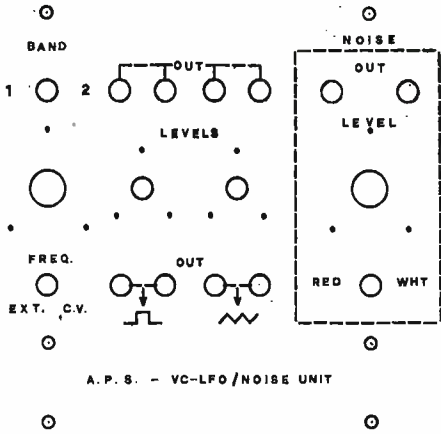 NOISE
BAND
OUT
OUT
1 2
LEVELS
LEVEL
FREQ.
OUT
RED WHT
EXT. C.V.
A.P.S. - VC-LFO/NOISE UNIT